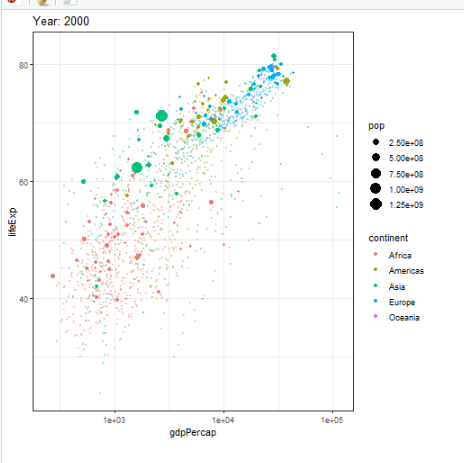 Year: 2000
80
60
40
lifeExp
1e+03
1e+04
1e+05
gdpPercap
pop
2.50e+08
5.00e+08
7.50e+08
1.00e+09
1.25e+09
continent
Africa
Americas
Asia
Europe
Oceania